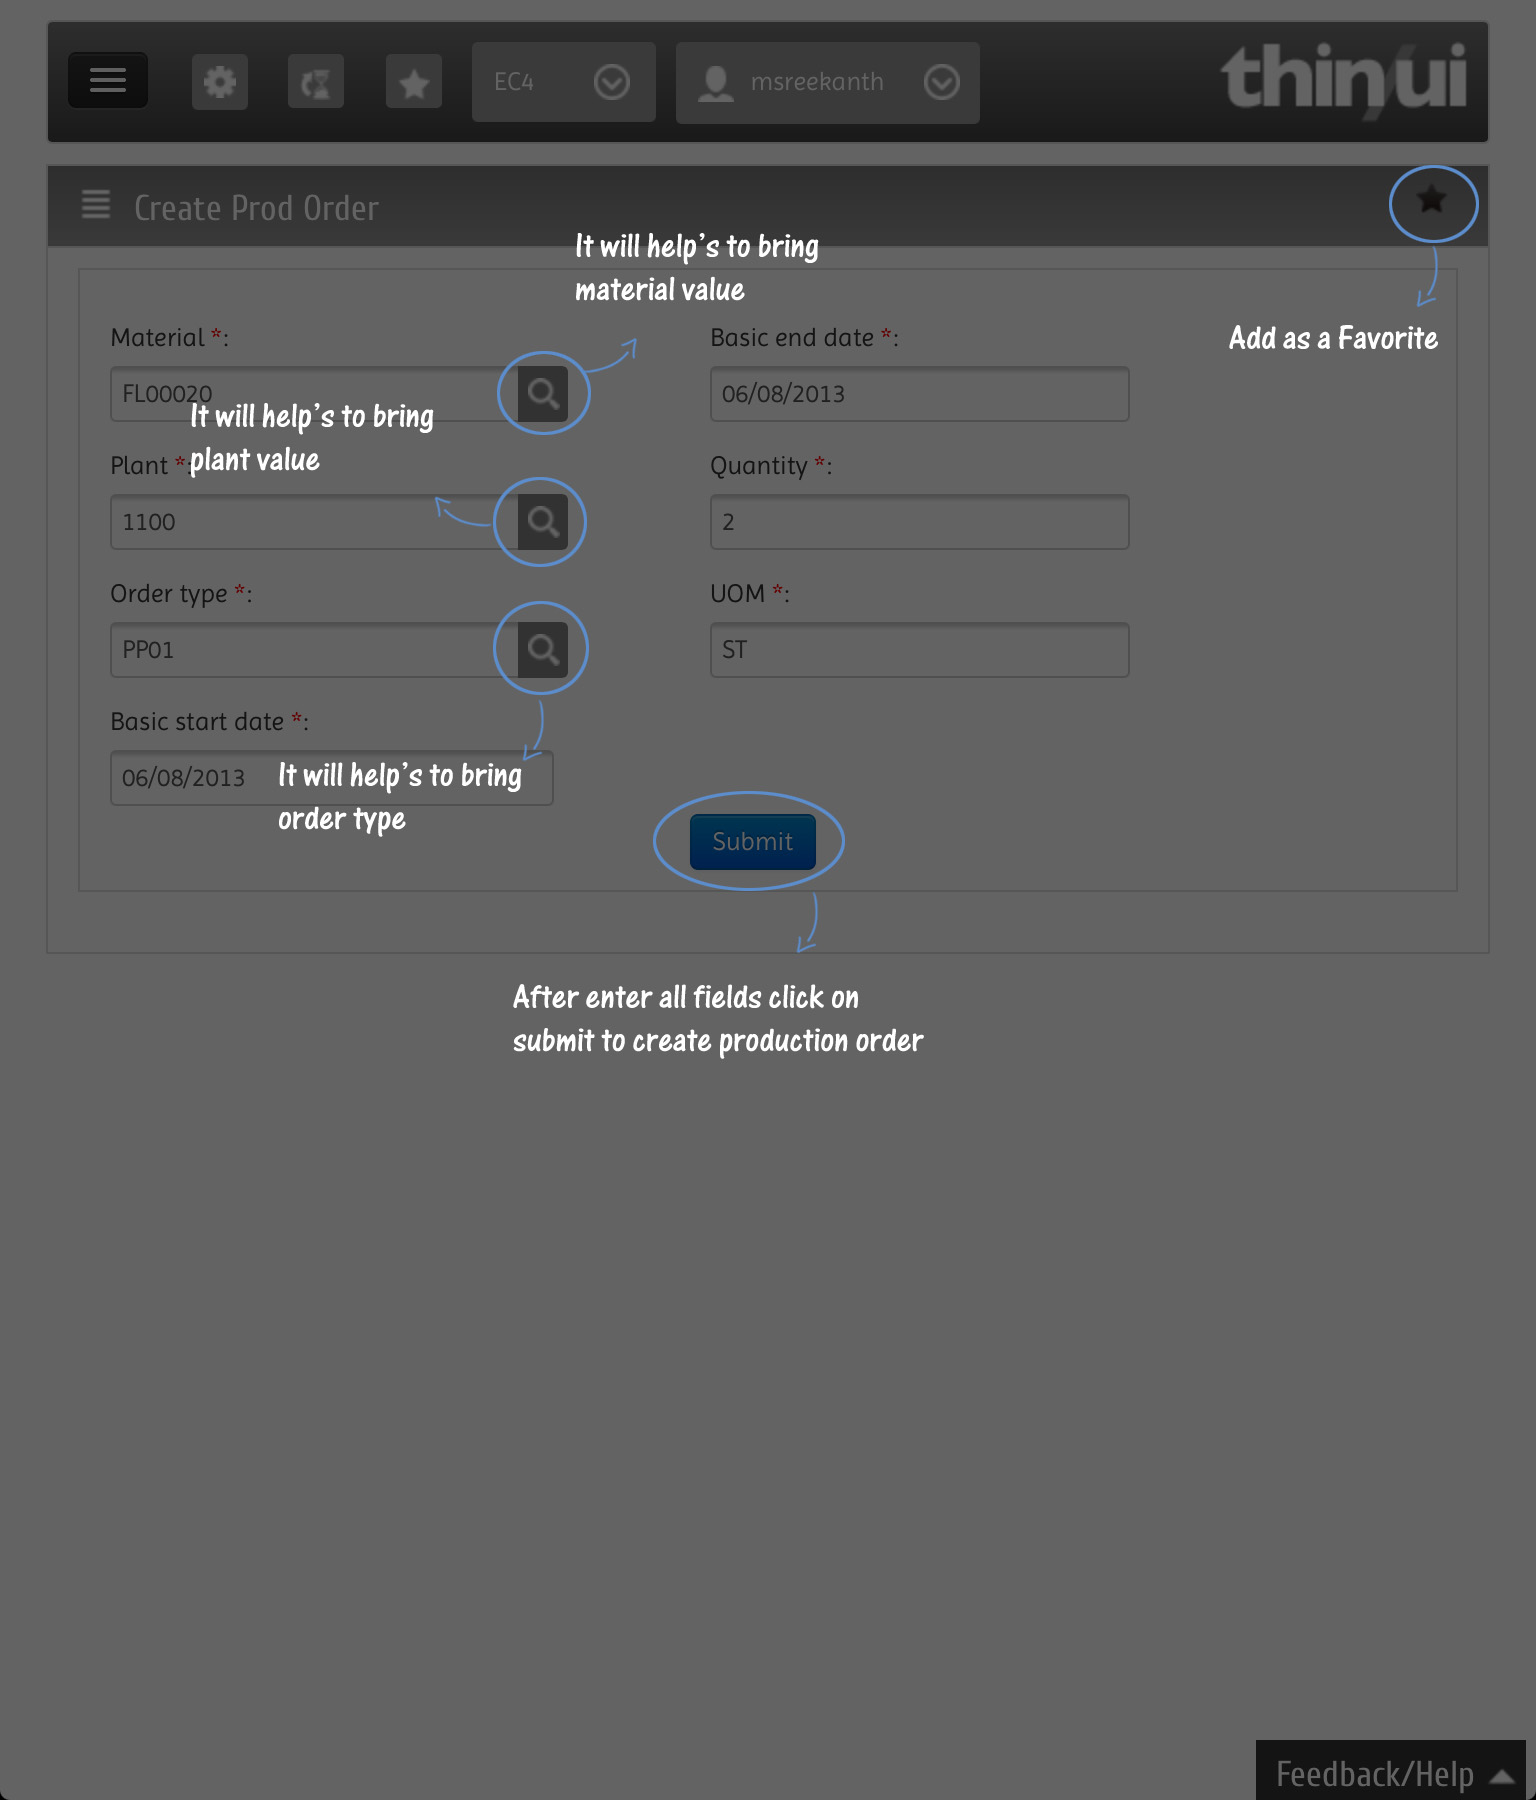 EC4
msreekanth
thin/ui
Create Prod Order
It will help's to bring
material value
Add as a Favorite
Material *:
Basic end date *:
FL00020
06/08/2013
It will help's to bring
plant value
Plant *:
Quantity *:
1100
2
Order type *:
UOM *:
PP01
ST
Basic start date *:
06/08/2013
It will help's to bring
order type
Submit
After enter all fields click on
submit to create production order
Feedback/Help